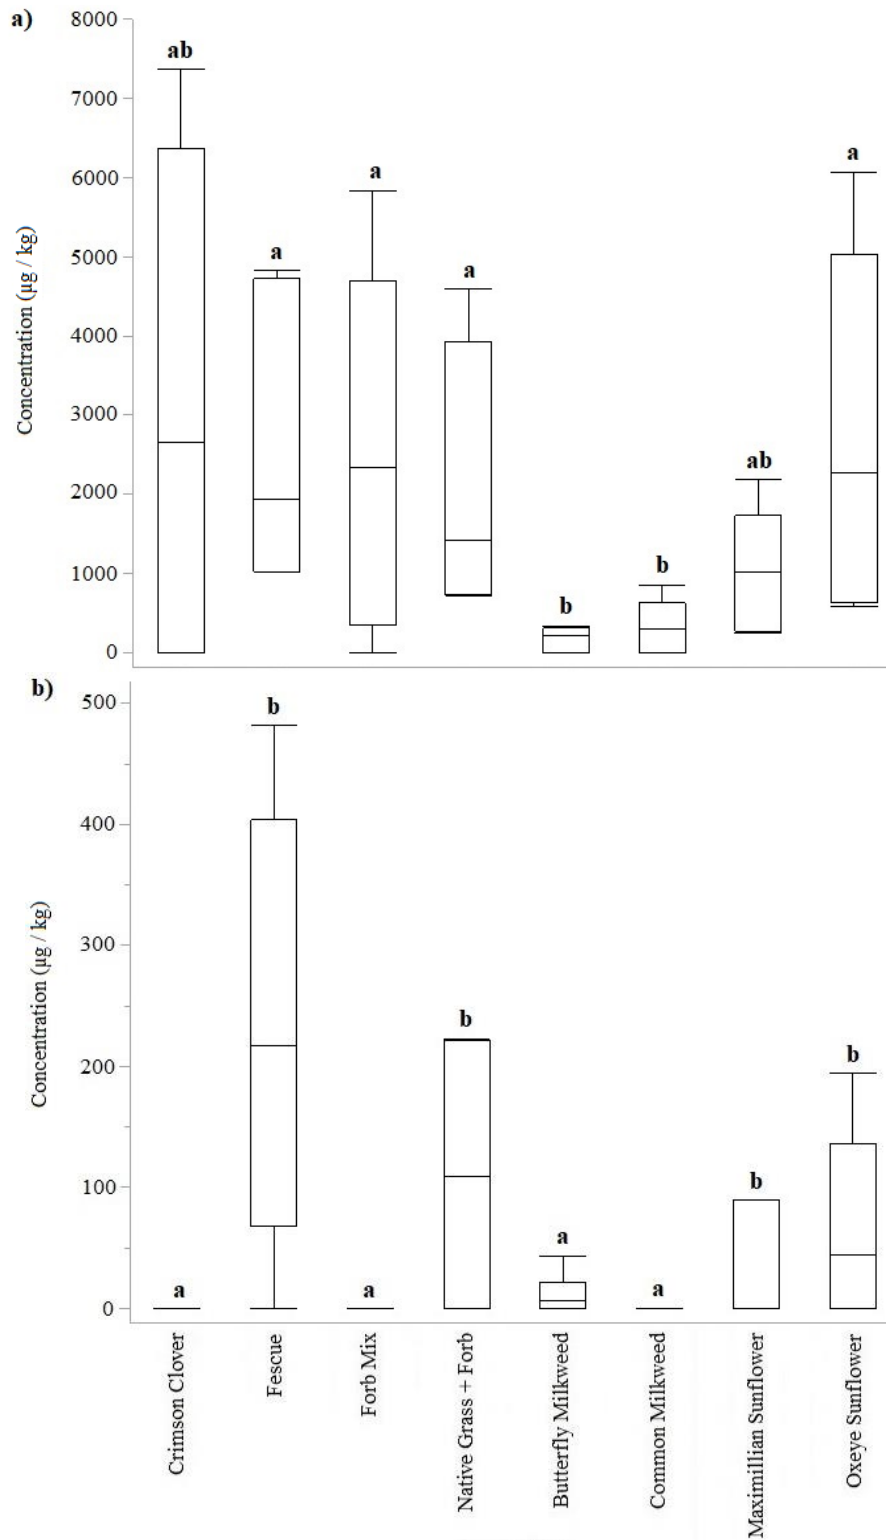 a)
8000
7000
6000
5000
4000
3000
2000
1000
0
Concentration (µg / kg)
ab
a
a
a
b
b
ab
a
b)
500
400
300
200
100
0
Concentration (µg / kg)
a
b
a
b
a
a
b
b
Crimson Clover
Fescue
Forb Mix
Native Grass + Forb
Butterfly Milkweed
Common Milkweed
Maximillian Sunflower
Oxeye Sunflower